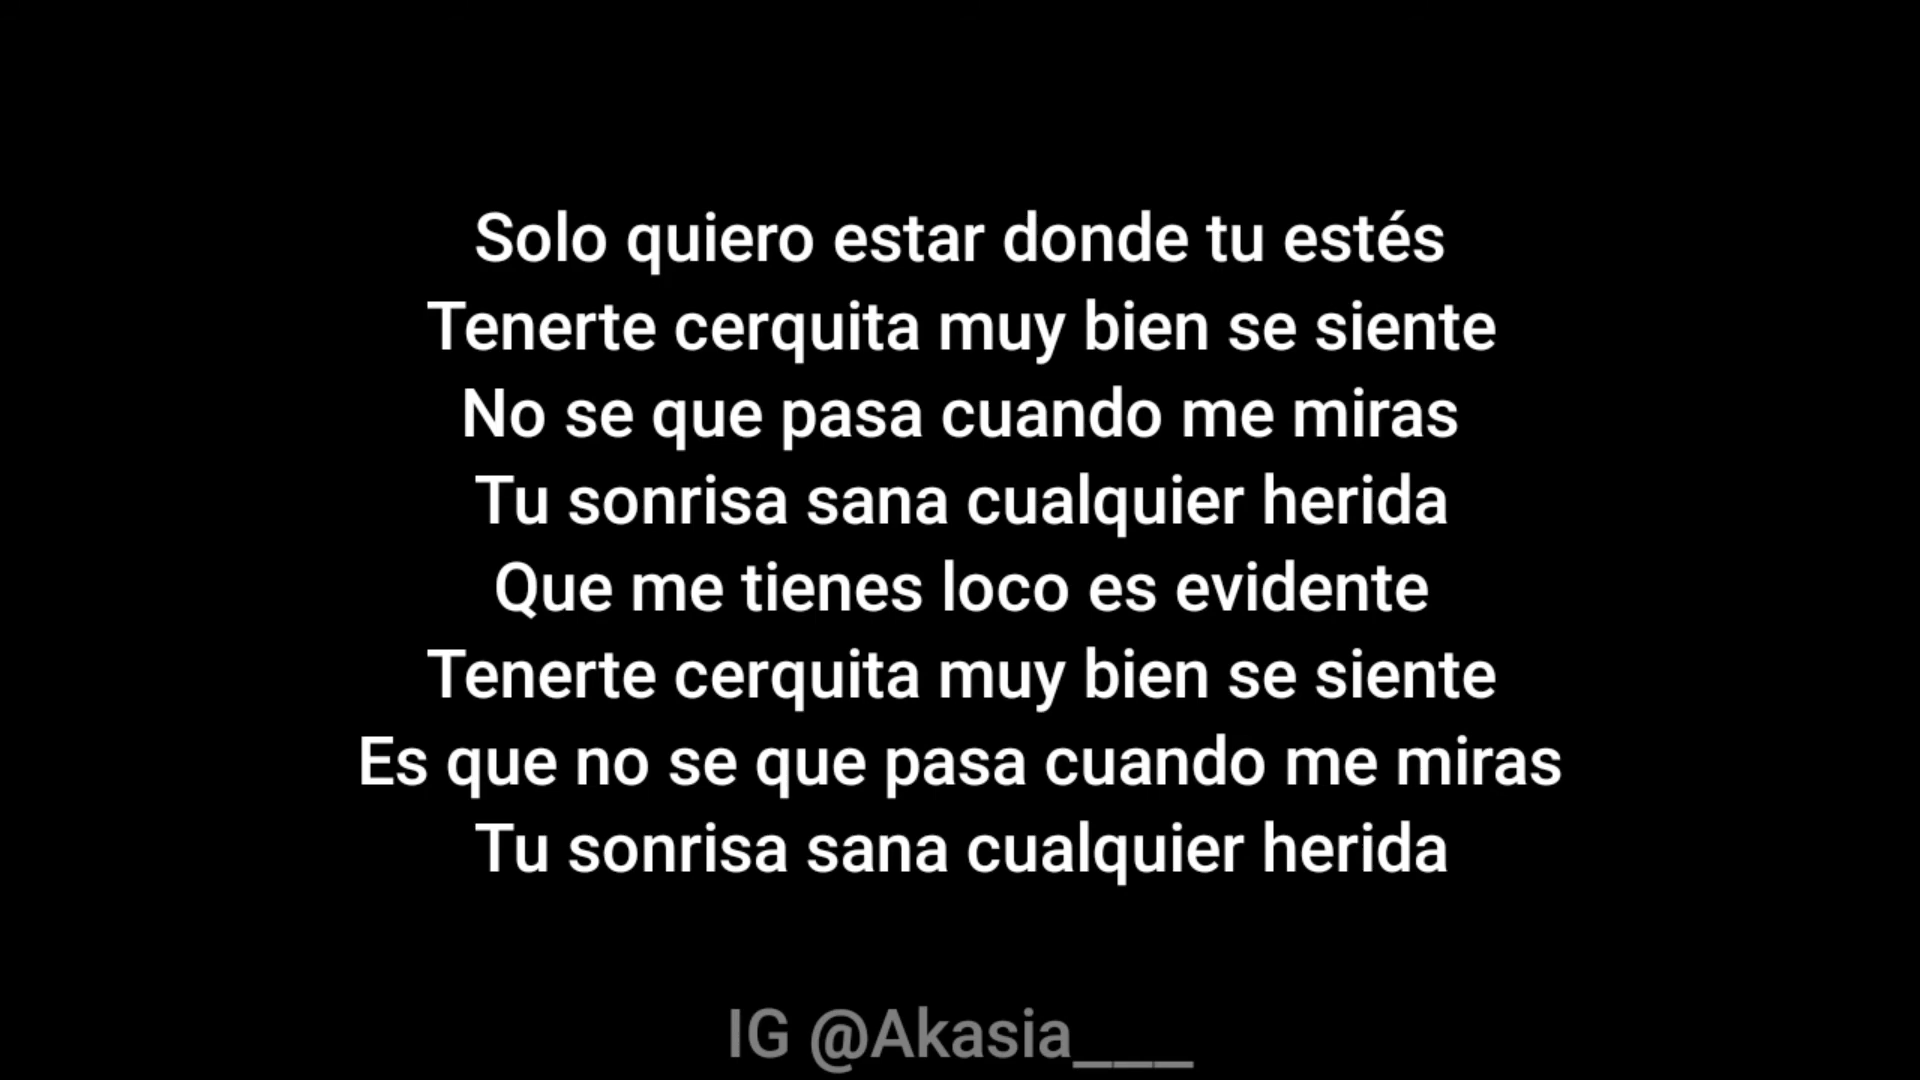 Solo quiero estar donde tu estés
Tenerte cerquita muy bien se siente
No se que pasa cuando me miras
Tu sonrisa sana cualquier herida
Que me tienes loco es evidente
Tenerte cerquita muy bien se siente
Es que no se que pasa cuando me miras
Tu sonrisa sana cualquier herida
IG @Akasia___